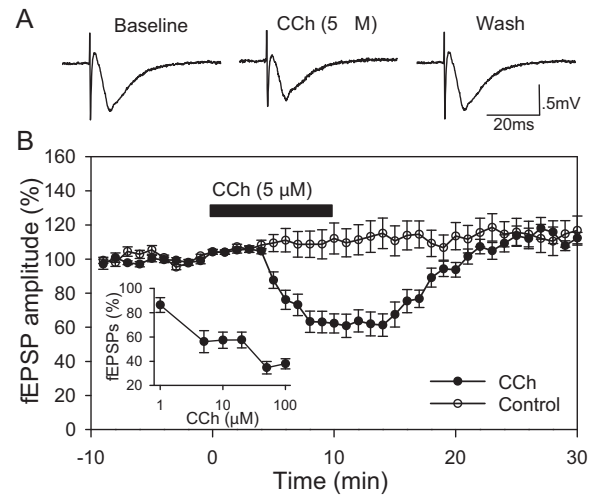 A
Baseline
CCh (5 M)
Wash
.5mV
20ms
B
160
140
120
100
80
60
40
20
0
fEPSP amplitude (%)
CCh (5 µM)
100
80
60
40
20
fEPSPs (%)
1
10
100
CCh (µM)
CCh
Control
-10
0
10
20
30
Time (min)